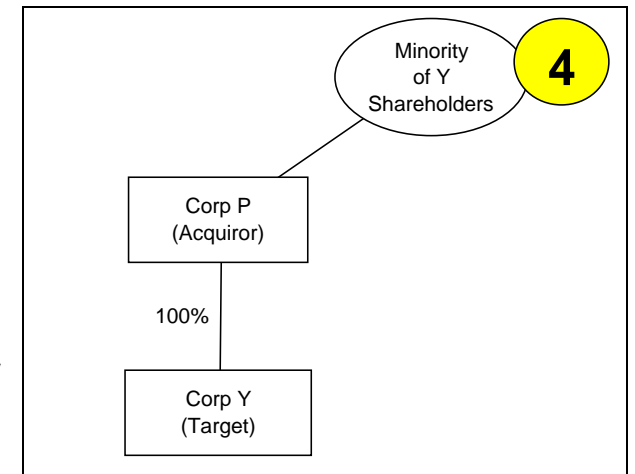 Minority
of Y
Shareholders
4
Corp P
(Acquiror)
100%
Corp Y
(Target)